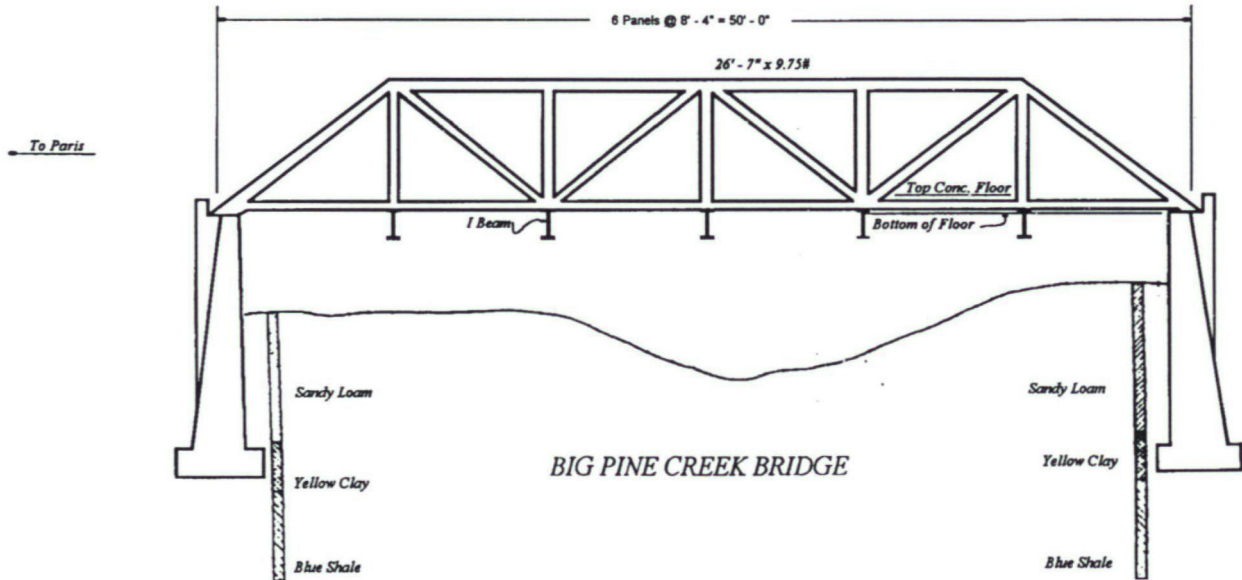 6 Panels @ 8' - 4" = 50' - 0"
26' - 7" x 9.75#
To Paris
Top Conc. Floor
I Beam
Bottom of Floor
Sandy Loam
Sandy Loam
BIG PINE CREEK BRIDGE
Yellow Clay
Yellow Clay
Blue Shale
Blue Shale